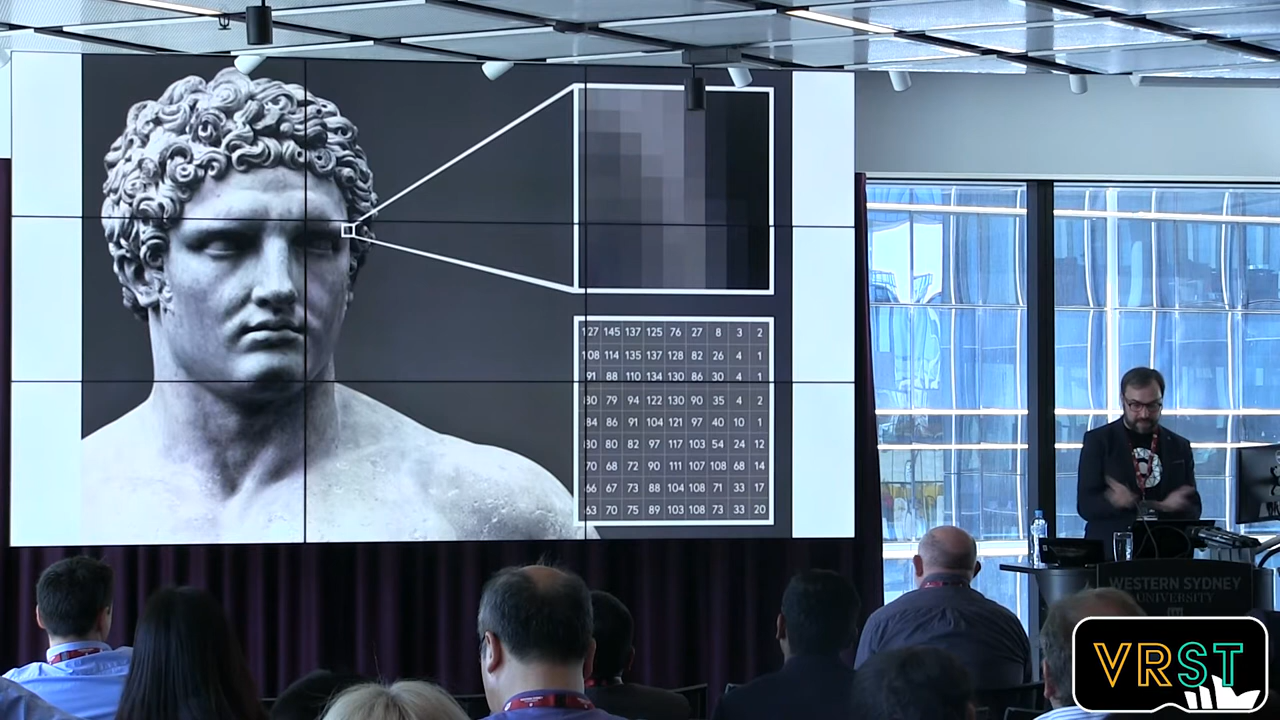 127 145 137 125 76 27 8 3 2
108 114 135 137 128 82 26 4 1
91 88 110 134 130 86 30 4 1
80 79 94 122 130 90 35 4 2
84 86 91 104 121 97 40 10 1
80 80 82 97 117 103 54 24 12
70 68 72 90 111 107 108 68 14
66 67 73 88 104 108 71 33 17
63 70 75 89 103 108 73 33 20
WESTERN SYDNEY
UNIVERSITY
VRST